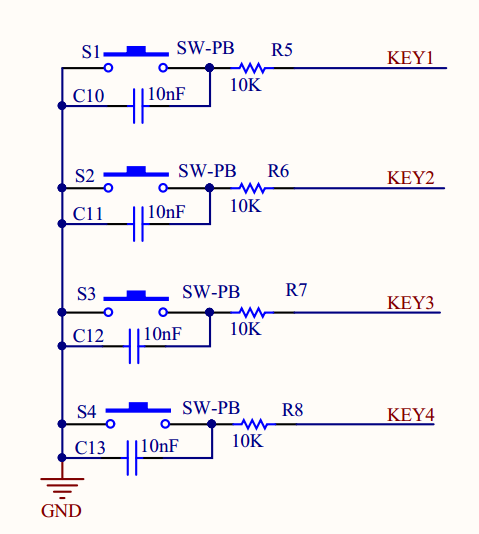 S1 SW-PB R5 KEY1
C10 10nF 10K
S2 SW-PB R6 KEY2
C11 10nF 10K
S3 SW-PB R7 KEY3
C12 10nF 10K
S4 SW-PB R8 KEY4
C13 10nF 10K
GND